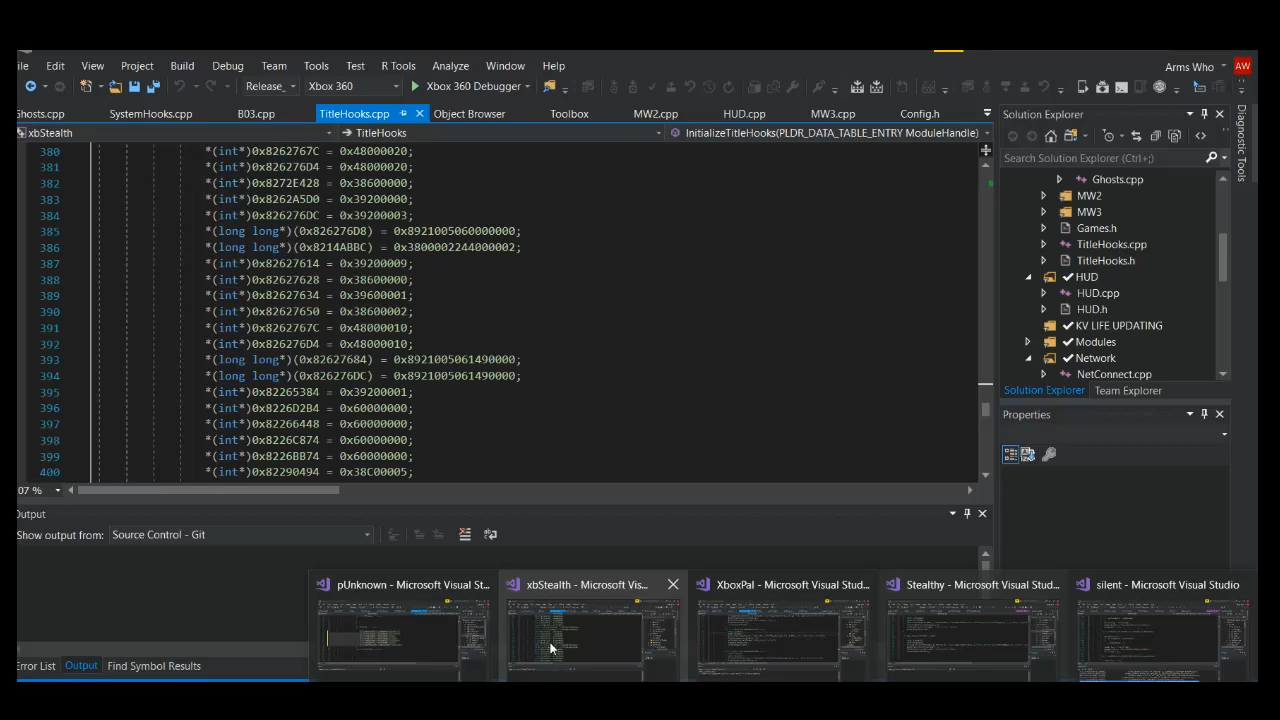 ile Edit View Project Build Debug Team Tools Test R Tools Analyze Window Help Arms Who AW
Release Xbox 360 Xbox 360 Debugger
Ghosts.cpp SystemHooks.cpp B03.cpp TitleHooks.cpp Object Browser Toolbox MW2.cpp HUD.cpp MW3.cpp Config.h
xbStealth TitleHooks InitializeTitleHooks(PLDR_DATA_TABLE_ENTRY ModuleHandle)
380 *(int*)0x8262767C = 0x48000020;
381 *(int*)0x826276D4 = 0x48000020;
382 *(int*)0x8272E428 = 0x38600000;
383 *(int*)0x8262A5D0 = 0x39200000;
384 *(int*)0x826276DC = 0x39200003;
385 *(long long*)(0x826276D8) = 0x8921005060000000;
386 *(long long*)(0x8214ABBC) = 0x3800002244000002;
387 *(int*)0x82627614 = 0x39200009;
388 *(int*)0x82627628 = 0x38600000;
389 *(int*)0x82627634 = 0x39600001;
390 *(int*)0x82627650 = 0x38600002;
391 *(int*)0x8262767C = 0x48000010;
392 *(int*)0x826276D4 = 0x48000010;
393 *(long long*)(0x82627684) = 0x8921005061490000;
394 *(long long*)(0x826276DC) = 0x8921005061490000;
395 *(int*)0x82265384 = 0x39200001;
396 *(int*)0x8226D2B4 = 0x60000000;
397 *(int*)0x82266448 = 0x60000000;
398 *(int*)0x8226C874 = 0x60000000;
399 *(int*)0x8226BB74 = 0x60000000;
400 *(int*)0x82290494 = 0x38C00005;
07 %
Output
Show output from: Source Control - Git
Error List Output Find Symbol Results
Solution Explorer
Search Solution Explorer (Ctrl+;)
Ghosts.cpp
MW2
MW3
Games.h
TitleHooks.cpp
TitleHooks.h
HUD
HUD.cpp
HUD.h
KV LIFE UPDATING
Modules
Network
NetConnect.cpp
Solution Explorer Team Explorer
Properties
Diagnostic Tools
pUnknown - Microsoft Visual St... xbStealth - Microsoft Vis... XboxPal - Microsoft Visual Stud... Stealthy - Microsoft Visual Stud... silent - Microsoft Visual Studio